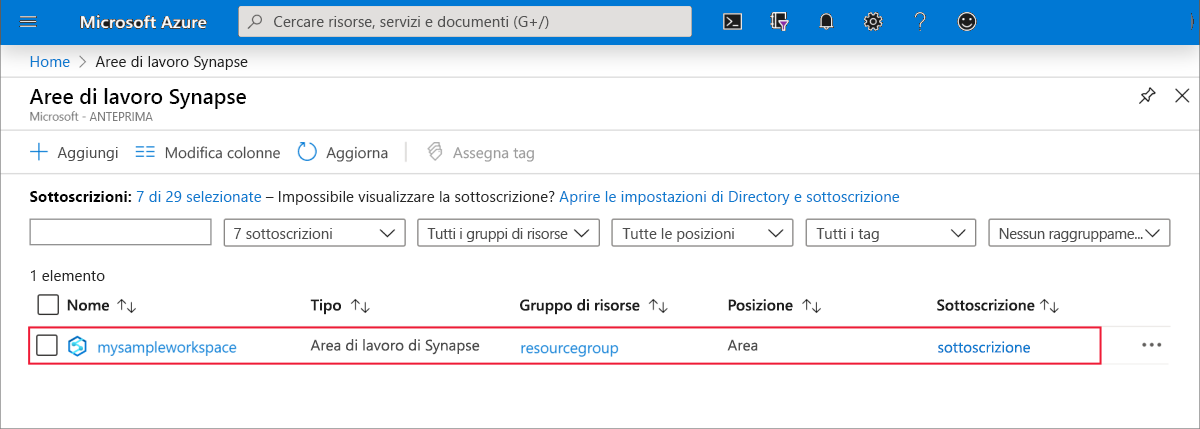 Microsoft Azure Cercare risorse, servizi e documenti (G+/)
Home > Aree di lavoro Synapse
Aree di lavoro Synapse
Microsoft - ANTEPRIMA
Aggiungi Modifica colonne Aggiorna Assegna tag
Sottoscrizioni: 7 di 29 selezionate – Impossibile visualizzare la sottoscrizione? Aprire le impostazioni di Directory e sottoscrizione
7 sottoscrizioni Tutti i gruppi di risorse Tutte le posizioni Tutti i tag Nessun raggruppame...
1 elemento
Nome Tipo Gruppo di risorse Posizione Sottoscrizione
mysampleworkspace Area di lavoro di Synapse resourcegroup Area sottoscrizione